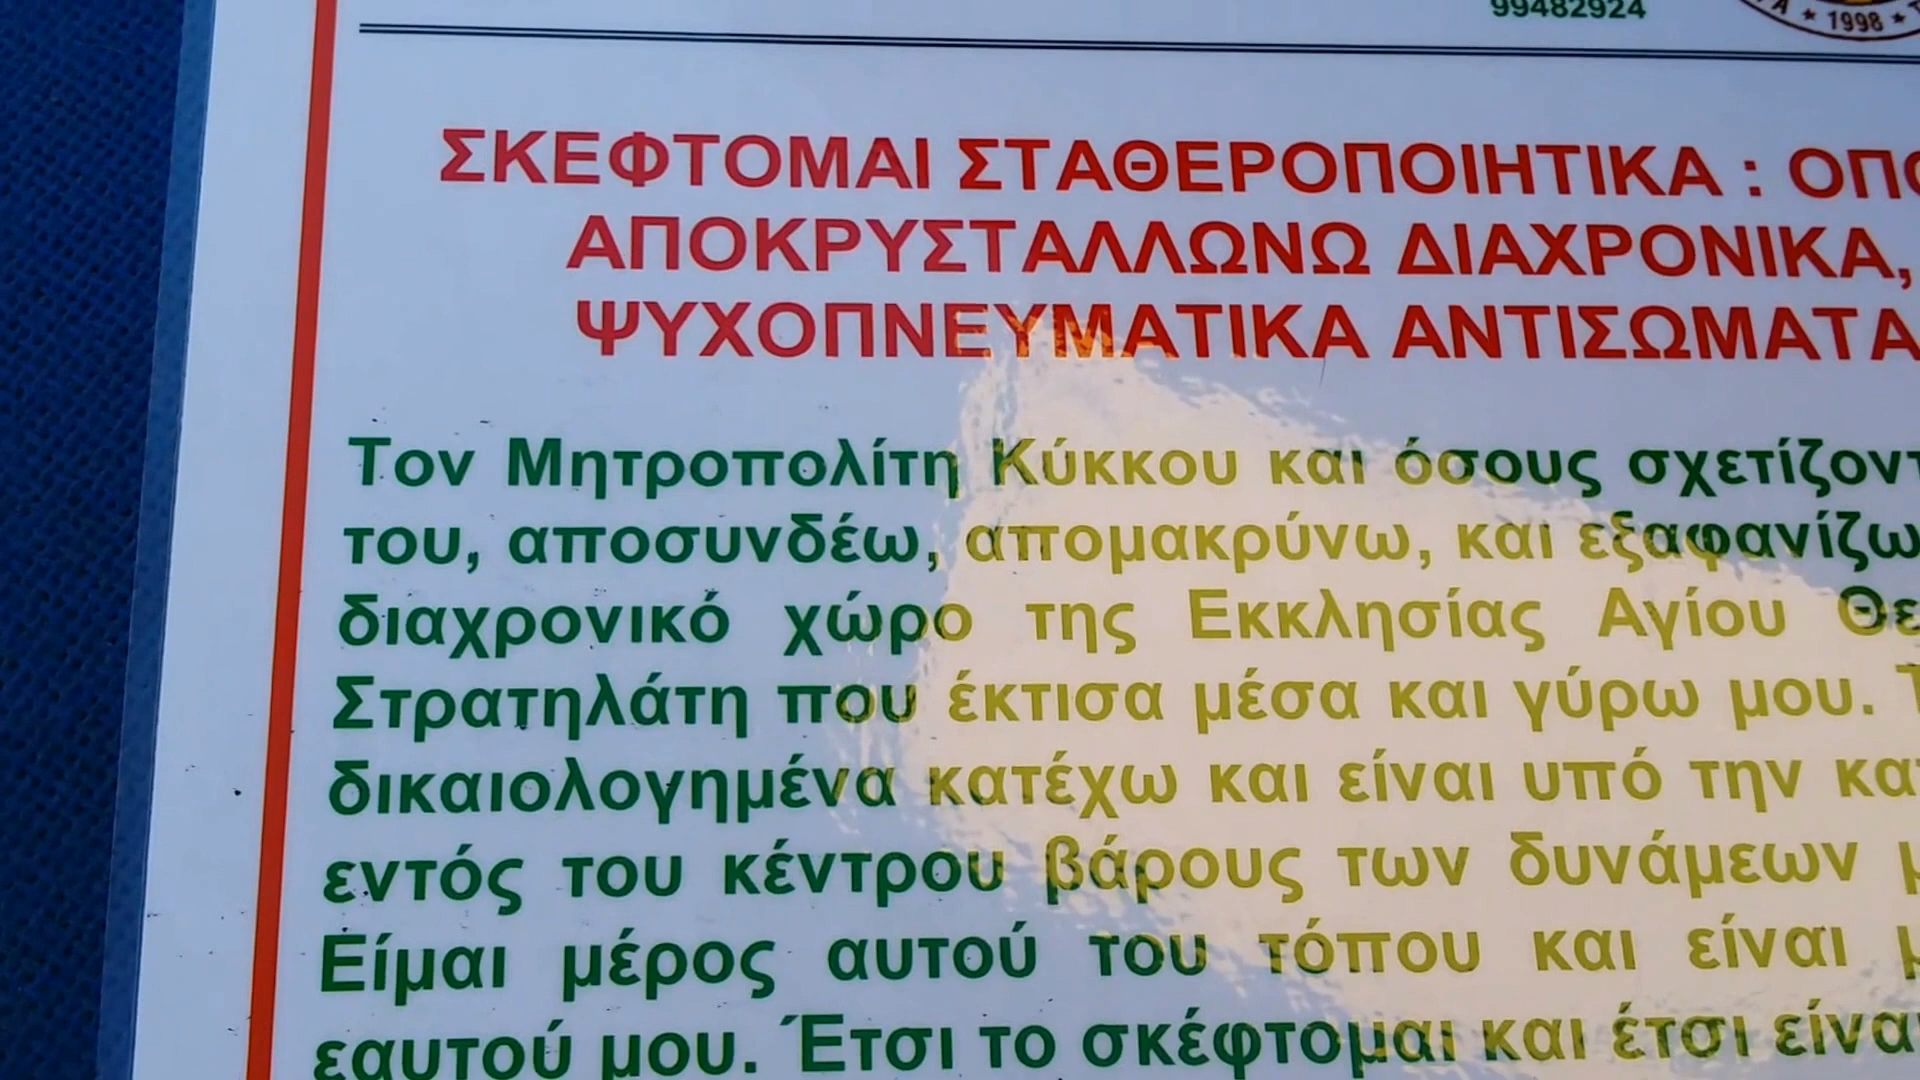 99482924
★ 1998 ★
ΣΚΕΦΤΟΜΑΙ ΣΤΑΘΕΡΟΠΟΙΗΤΙΚΑ :
ΑΠΟΚΡΥΣΤΑΛΛΩΝΩ ΔΙΑΧΡΟΝΙΚΑ,
ΨΥΧΟΠΝΕΥΜΑΤΙΚΑ ΑΝΤΙΣΩΜΑΤΑ
Τον Μητροπολίτη Κύκκου και όσους
του, αποσυνδέω, απομακρύνω, και εξαφανίζω
διαχρονικό χώρο της Εκκλησίας Αγίου
Στρατηλάτη που έκτισα μέσα και γύρω μου.
δικαιολογημένα κατέχω και είναι υπό την
εντός του κέντρου βάρους των δυνάμεων
Είμαι μέρος αυτού του τόπου και είναι
εαυτού μου. Έτσι το σκέφτομαι και έτσι